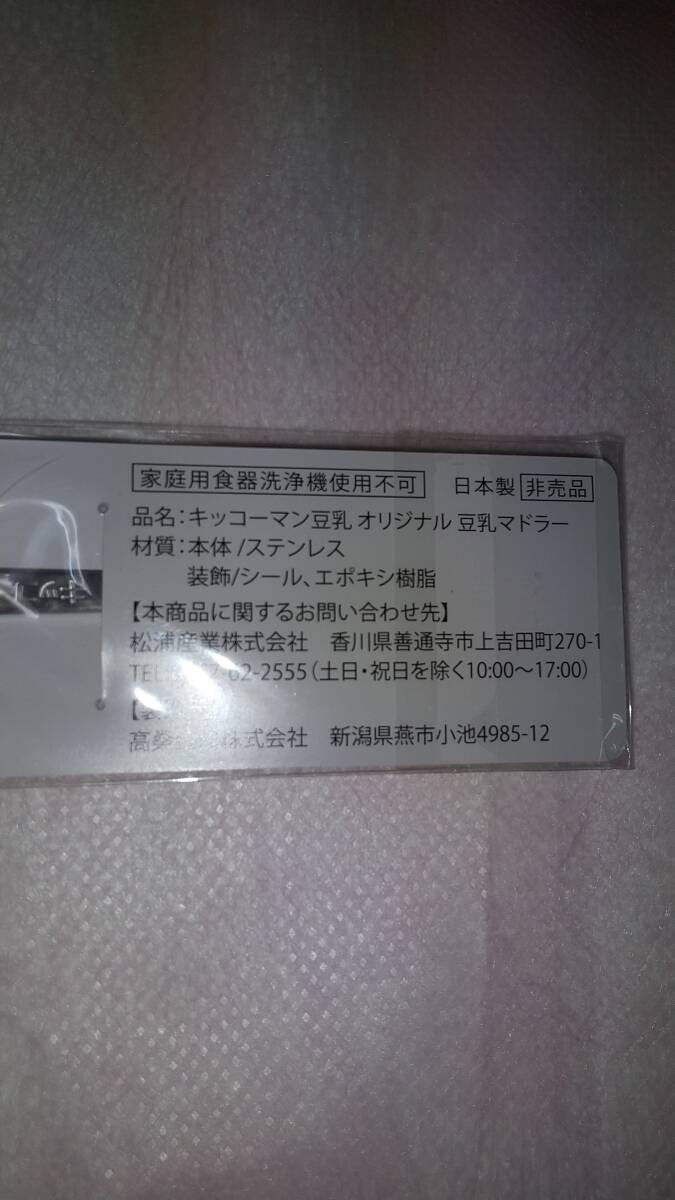 家庭用食器洗浄機使用不可 日本製 非売品
品名:キッコーマン豆乳 オリジナル 豆乳マドラー
材質:本体/ステンレス
装飾/シール、エポキシ樹脂
【本商品に関するお問い合わせ先】
松浦産業株式会社 香川県善通寺市上吉田町270-1
TEL 62-2555(土日・祝日を除く10:00〜17:00)
株式会社 新潟県燕市小池4985-12